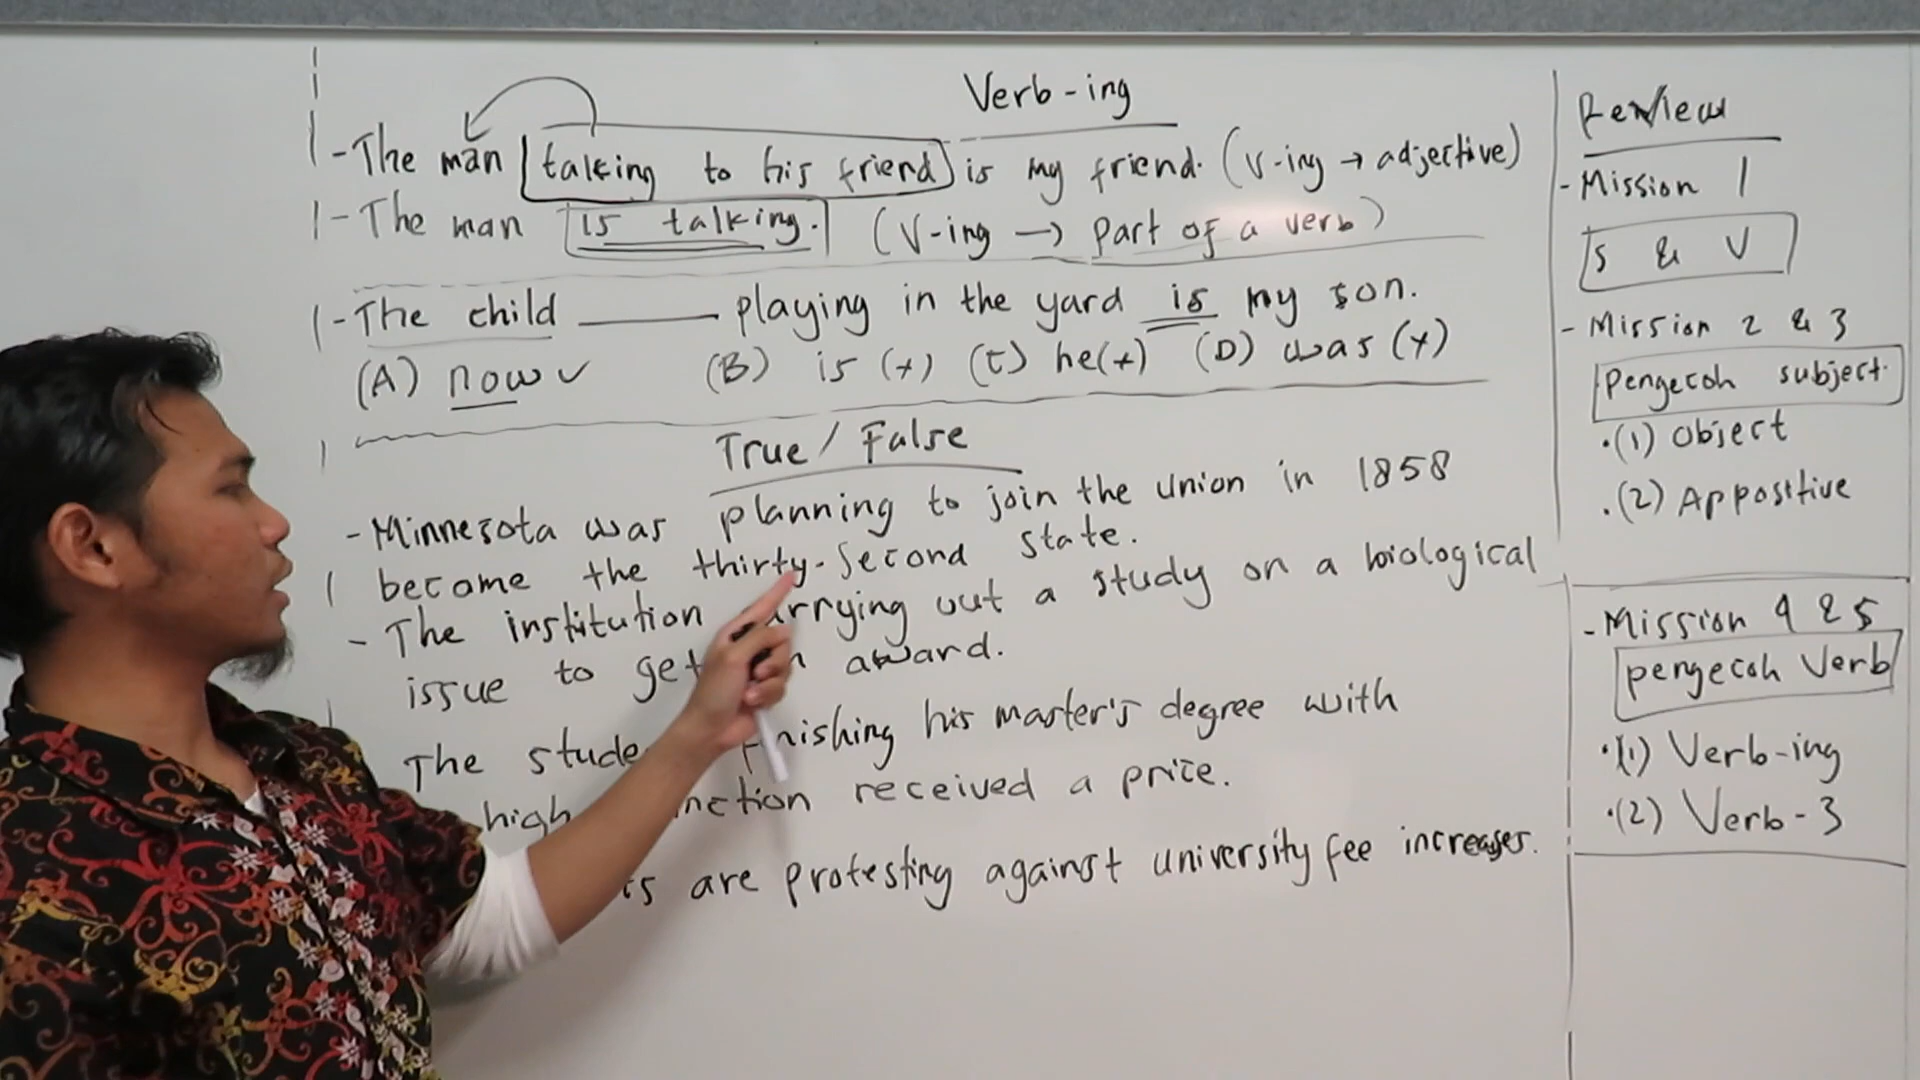 Verb-ing
- The man talking to his friend is my friend. (V-ing → adjective)
- The man is talking. (V-ing → part of a verb)
- The child ______ playing in the yard is my son.
(A) now ✓ (B) is (x) (C) he (x) (D) was (x)
True / False
- Minnesota was planning to join the union in 1858
become the thirty-second state.
- The institution out a study on a biological
issue to get award.
The his master's degree with
high received a price.
are protesting against university fee increases.
Review
- Mission 1
S & V
- Mission 2 & 3
pengecoh subject
.(1) Object
.(2) Appositive
- Mission 4 & 5
pengecoh Verb
.(1) Verb-ing
.(2) Verb-3